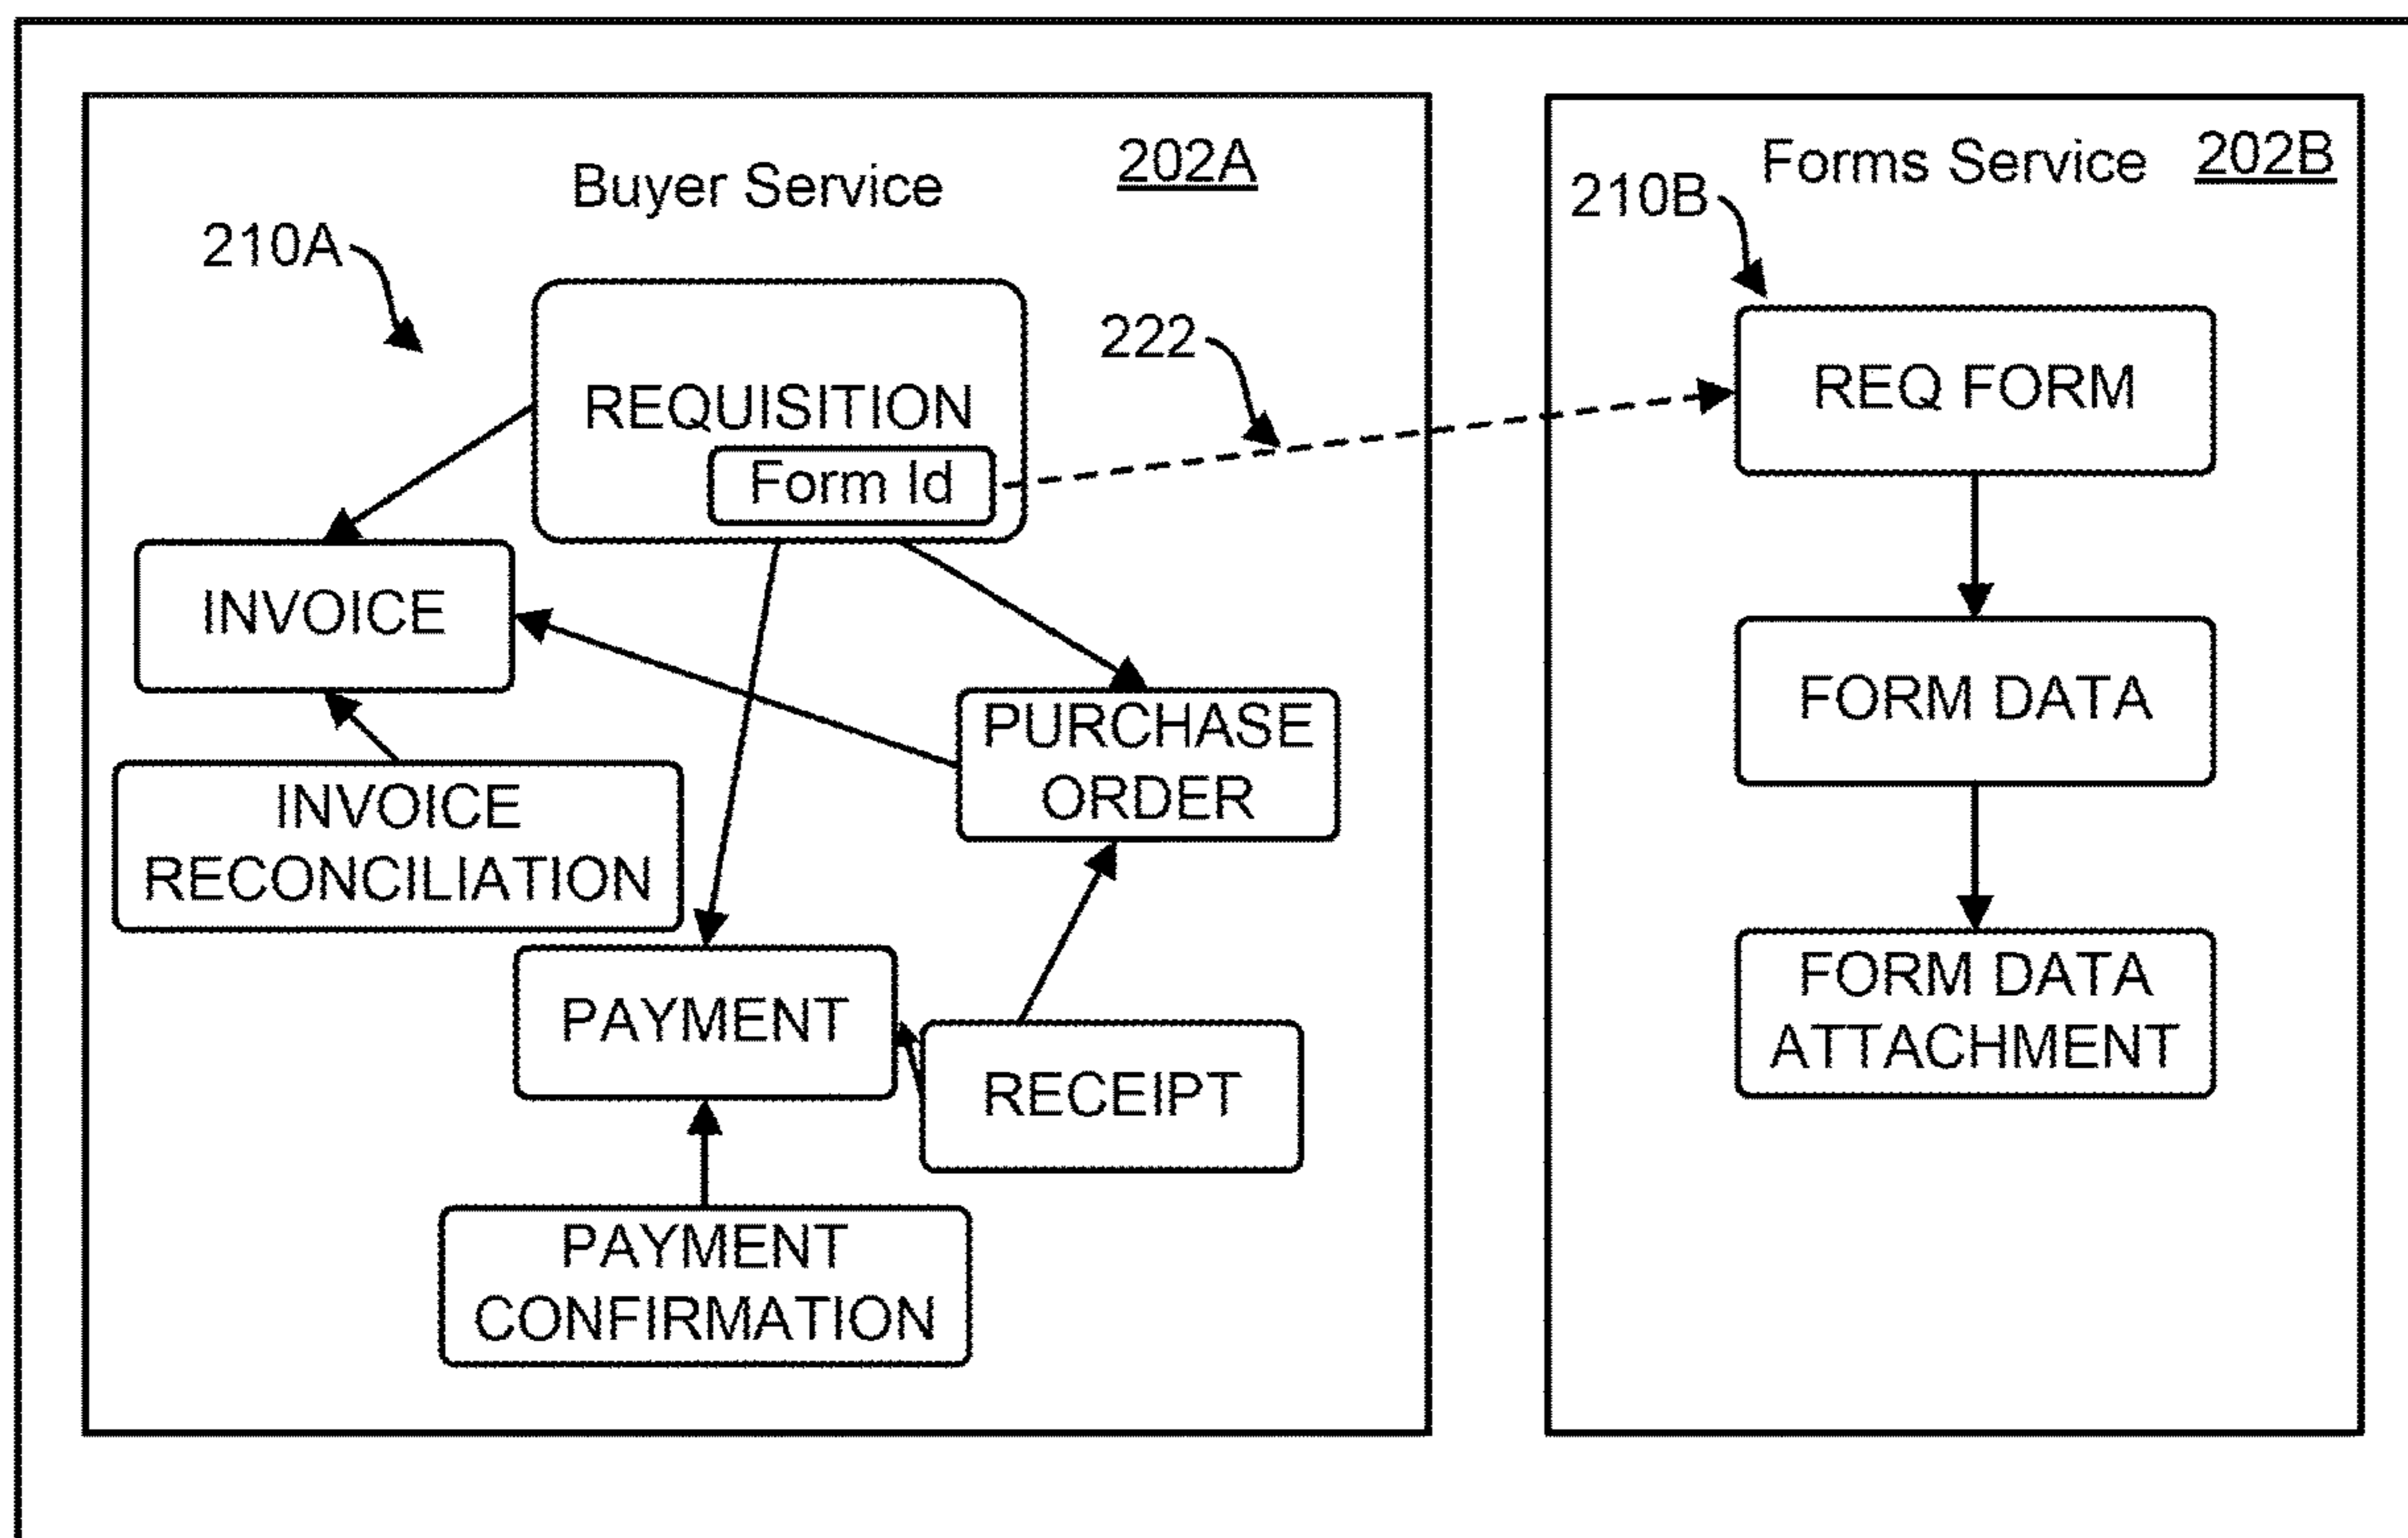 Buyer Service
202A
210A
REQUISITION
Form Id
222
INVOICE
PURCHASE
ORDER
INVOICE
RECONCILIATION
PAYMENT
RECEIPT
PAYMENT
CONFIRMATION
Forms Service
202B
210B
REQ FORM
FORM DATA
FORM DATA
ATTACHMENT